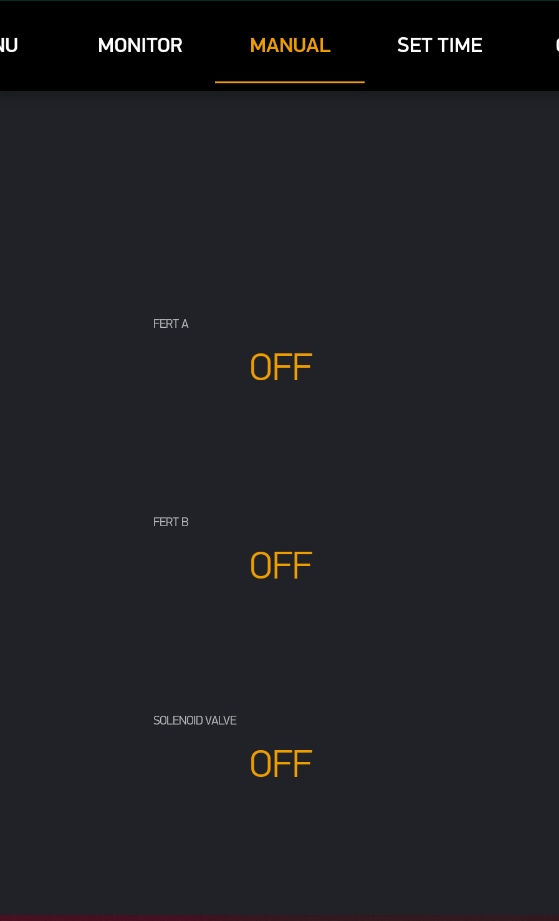 NU MONITOR MANUAL SET TIME
FERT A
OFF
FERT B
OFF
SOLENOID VALVE
OFF